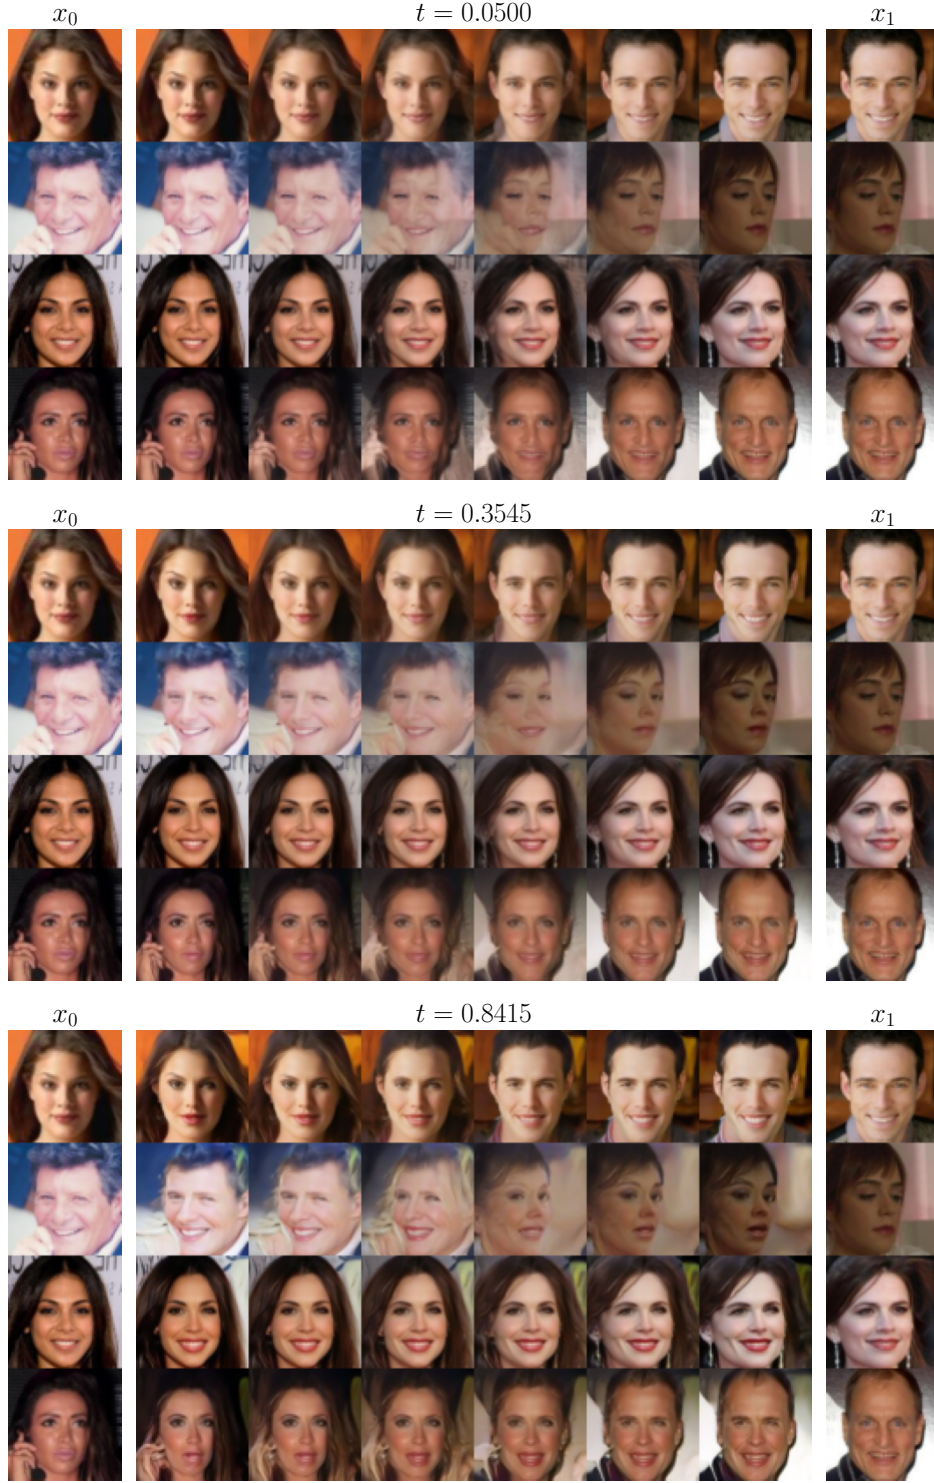 x₀ t = 0.0500 x₁
x₀ t = 0.3545 x₁
x₀ t = 0.8415 x₁